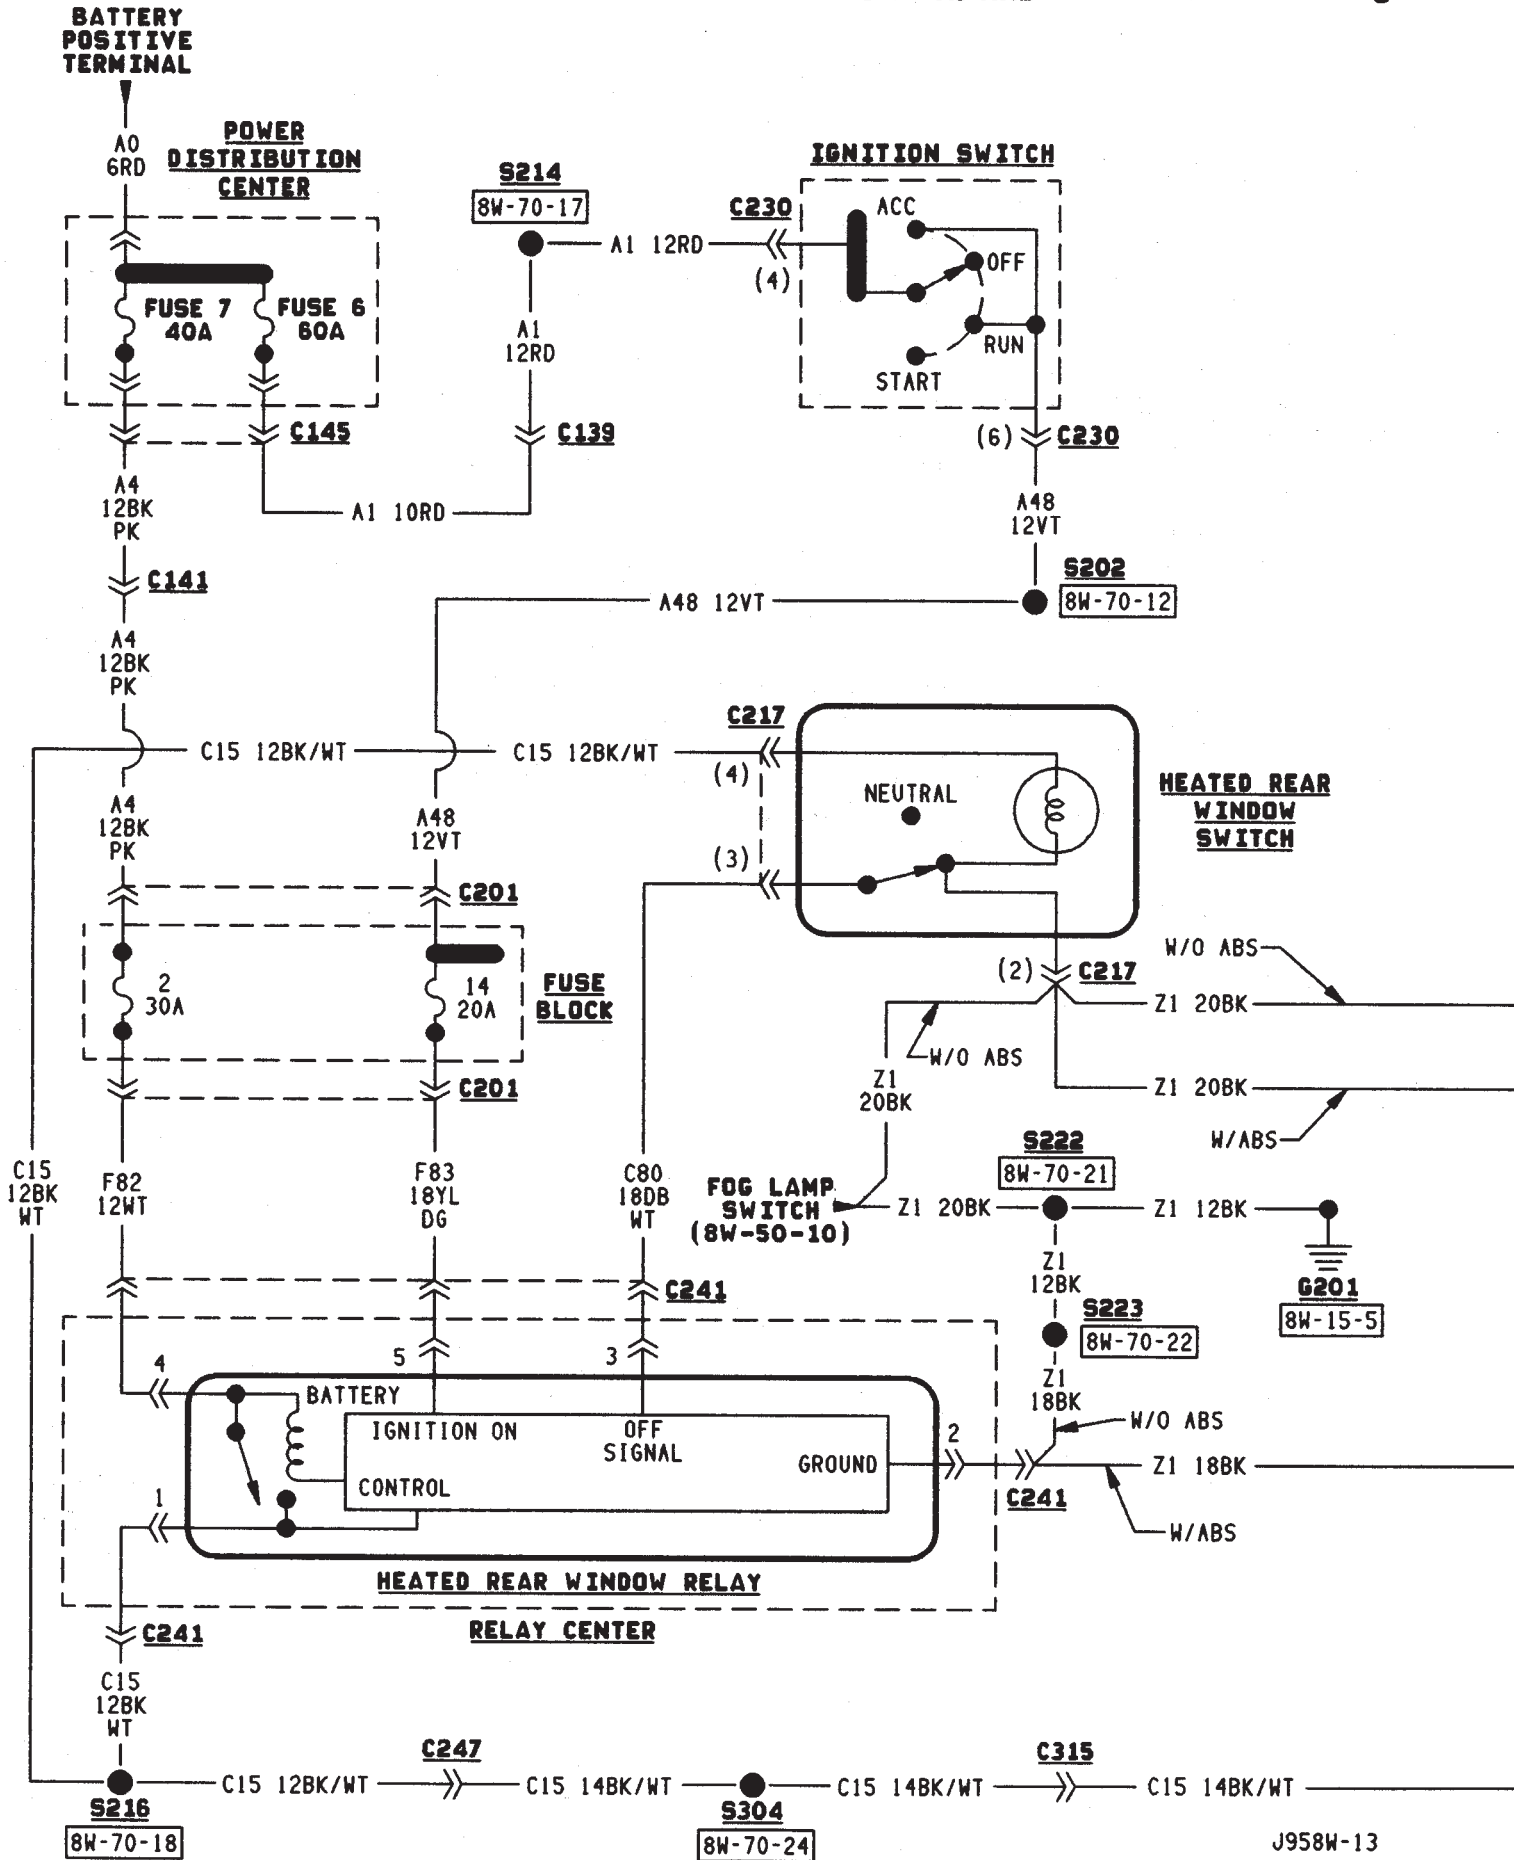 BATTERY
POSITIVE
TERMINAL
A0
6RD
POWER
DISTRIBUTION
CENTER
FUSE 7
40A
FUSE 6
60A
C145
S214
8W-70-17
A1 12RD
C230
(4)
IGNITION SWITCH
ACC
OFF
RUN
START
A1
12RD
C139
(6)
C230
A4
12BK
PK
A1 10RD
A48
12VT
C141
S202
8W-70-12
A48 12VT
A4
12BK
PK
C15 12BK/WT
C15 12BK/WT
C217
(4)
NEUTRAL
(3)
HEATED REAR
WINDOW
SWITCH
A4
12BK
PK
A48
12VT
C201
2
30A
14
20A
FUSE
BLOCK
C201
(2)
C217
W/O ABS
Z1 20BK
W/O ABS
Z1
20BK
Z1 20BK
W/ABS
C15
12BK
WT
F82
12WT
F83
18YL
DG
C80
18DB
WT
FOG LAMP
SWITCH
(8W-50-10)
Z1 20BK
S222
8W-70-21
Z1 12BK
G201
8W-15-5
Z1
12BK
S223
8W-70-22
Z1
18BK
W/O ABS
C241
4
5
3
BATTERY
IGNITION ON
OFF
SIGNAL
CONTROL
GROUND
2
C241
Z1 18BK
W/ABS
1
HEATED REAR WINDOW RELAY
RELAY CENTER
C241
C15
12BK
WT
S216
8W-70-18
C15 12BK/WT
C247
C15 14BK/WT
S304
8W-70-24
C15 14BK/WT
C315
C15 14BK/WT
J958W-13